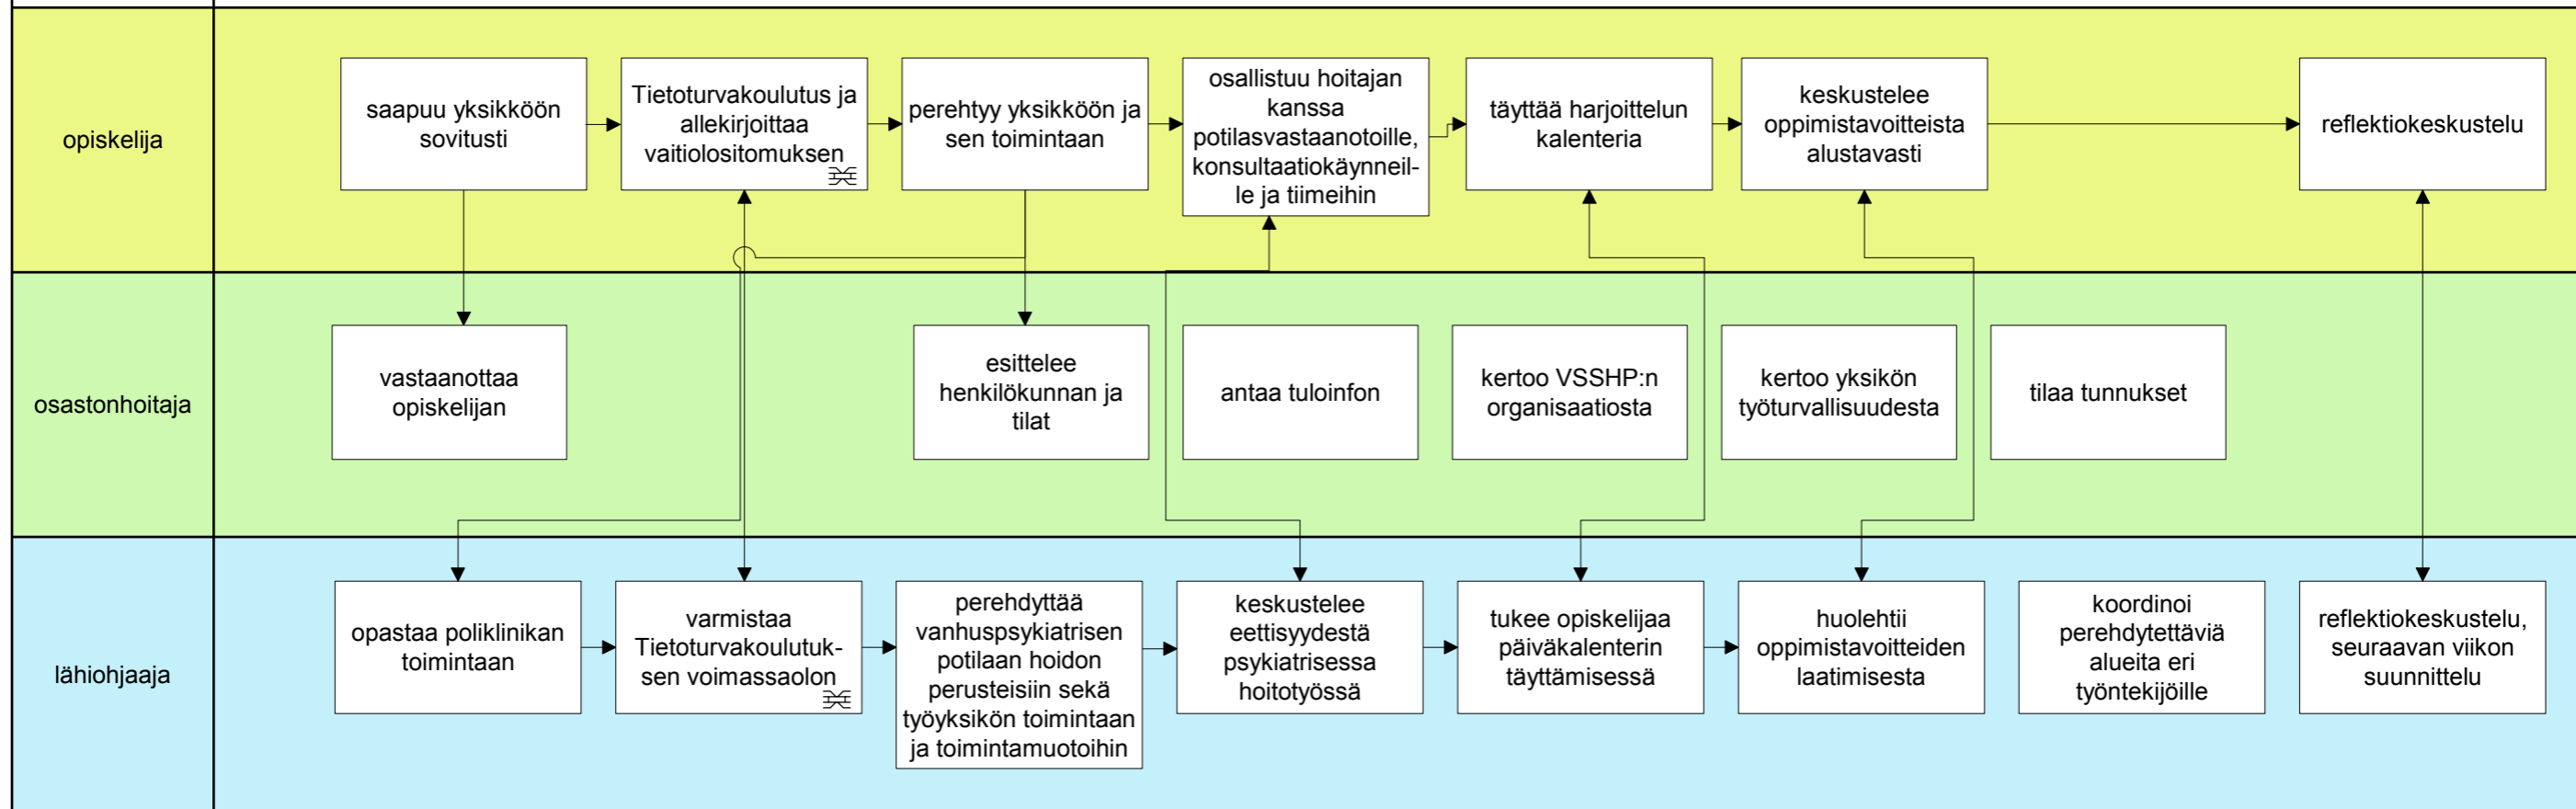 opiskelija
saapuu yksikköön
sovitusti
Tietoturvakoulutus ja
allekirjoittaa
vaitiolositomuksen
perehtyy yksikköön ja
sen toimintaan
osallistuu hoitajan
kanssa
potilasvastaanotoille,
konsultaatiokäynneil-
le ja tiimeihin
täyttää harjoittelun
kalenteria
keskustelee
oppimistavoitteista
alustavasti
reflektiokeskustelu
osastonhoitaja
vastaanottaa
opiskelijan
esittelee
henkilökunnan ja
tilat
antaa tuloinfon
kertoo VSSHP:n
organisaatiosta
kertoo yksikön
työturvallisuudesta
tilaa tunnukset
lähiohjaaja
opastaa poliklinikan
toimintaan
varmistaa
Tietoturvakoulutuk-
sen voimassaolon
perehdyttää
vanhuspsykiatrisen
potilaan hoidon
perusteisiin sekä
työyksikön toimintaan
ja toimintamuotoihin
keskustelee
eettisyydestä
psykiatrisessa
hoitotyössä
tukee opiskelijaa
päiväkalenterin
täyttämisessä
huolehtii
oppimistavoitteiden
laatimisesta
koordinoi
perehdytettäviä
alueita eri
työntekijöille
reflektiokeskustelu,
seuraavan viikon
suunnittelu